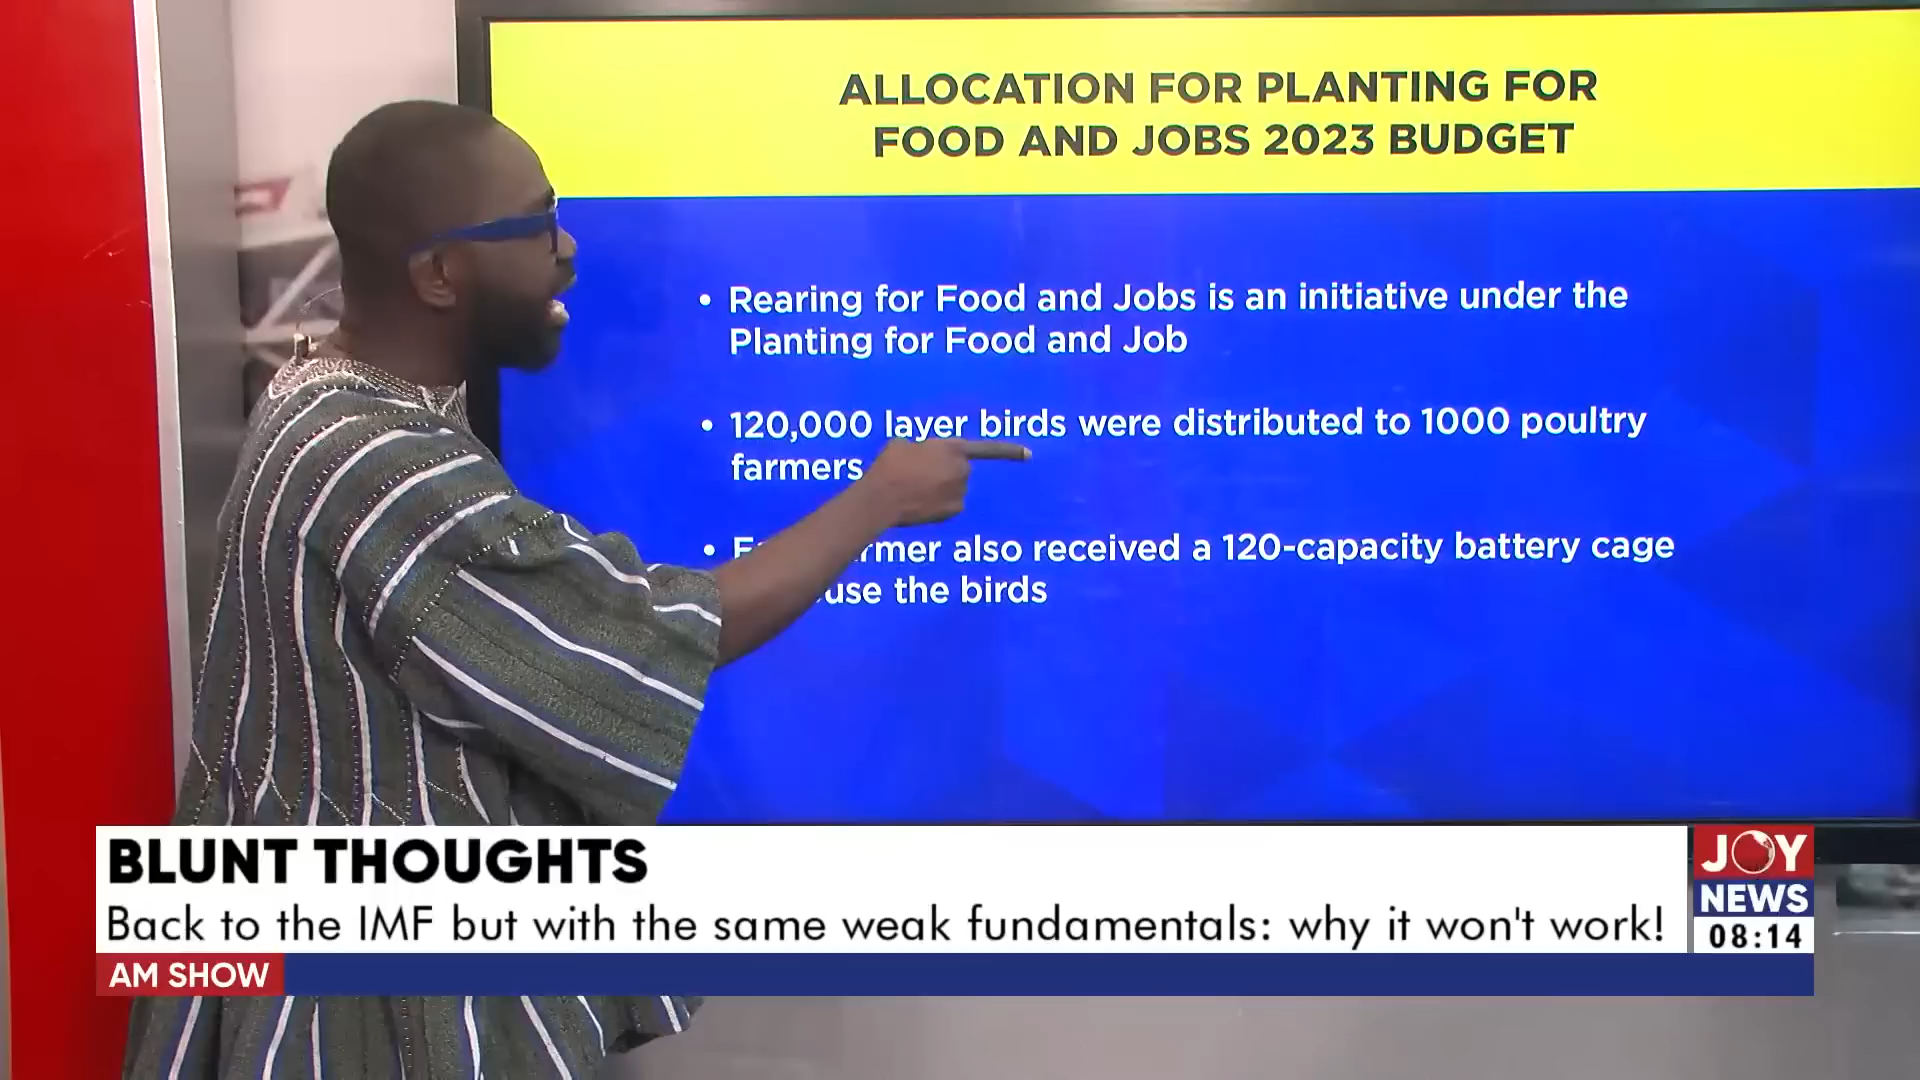 ALLOCATION FOR PLANTING FOR
FOOD AND JOBS 2023 BUDGET
• Rearing for Food and Jobs is an initiative under the
Planting for Food and Job
• 120,000 layer birds were distributed to 1000 poultry
farmers
• also received a 120-capacity battery cage
the birds
BLUNT THOUGHTS
Back to the IMF but with the same weak fundamentals: why it won't work!
AM SHOW
JOY
NEWS
08:14